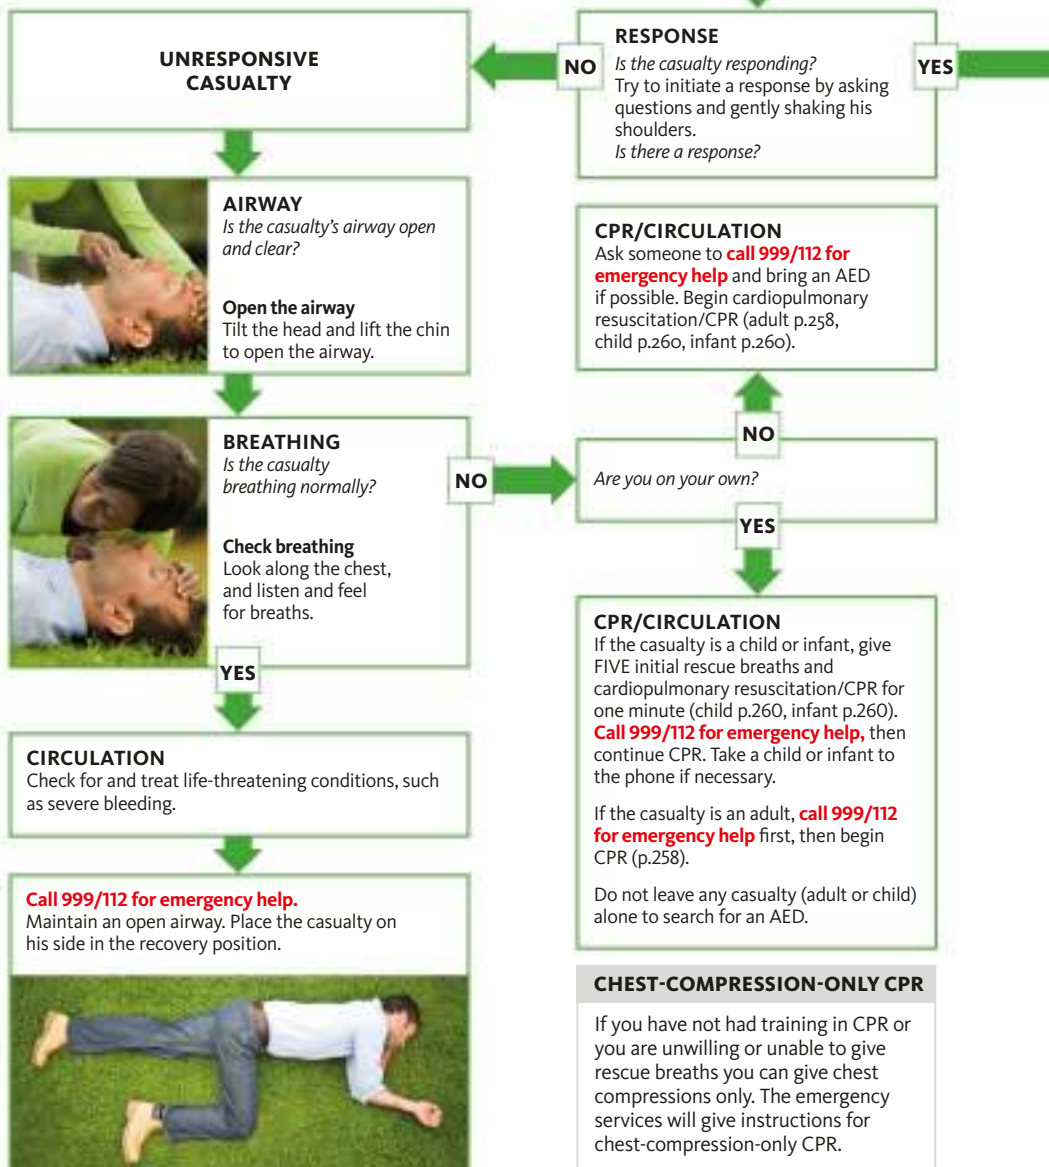 RESPONSE
Is the casualty responding?
Try to initiate a response by asking
questions and gently shaking his
shoulders.
Is there a response?
NO
YES
UNRESPONSIVE
CASUALTY
AIRWAY
Is the casualty's airway open
and clear?
Open the airway
Tilt the head and lift the chin
to open the airway.
BREATHING
Is the casualty
breathing normally?
Check breathing
Look along the chest,
and listen and feel
for breaths.
YES
CIRCULATION
Check for and treat life-threatening conditions, such
as severe bleeding.
Call 999/112 for emergency help.
Maintain an open airway. Place the casualty on
his side in the recovery position.
NO
Are you on your own?
NO
CPR/CIRCULATION
Ask someone to call 999/112 for
emergency help and bring an AED
if possible. Begin cardiopulmonary
resuscitation/CPR (adult p.258,
child p.260, infant p.260).
YES
CPR/CIRCULATION
If the casualty is a child or infant, give
FIVE initial rescue breaths and
cardiopulmonary resuscitation/CPR for
one minute (child p.260, infant p.260).
Call 999/112 for emergency help, then
continue CPR. Take a child or infant to
the phone if necessary.
If the casualty is an adult, call 999/112
for emergency help first, then begin
CPR (p.258).
Do not leave any casualty (adult or child)
alone to search for an AED.
CHEST-COMPRESSION-ONLY CPR
If you have not had training in CPR or
you are unwilling or unable to give
rescue breaths you can give chest
compressions only. The emergency
services will give instructions for
chest-compression-only CPR.